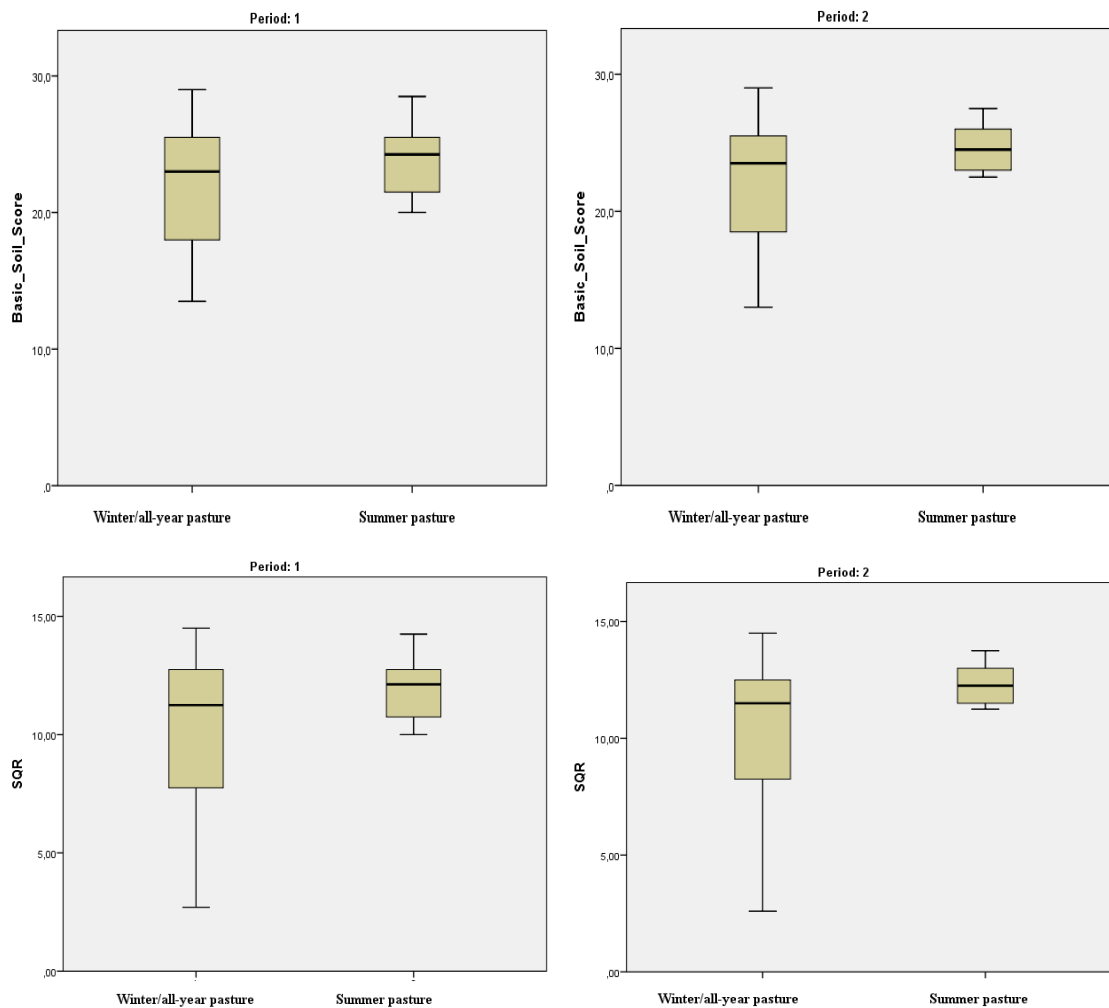 Period: 1
30,0
20,0
10,0
,0
Basic_Soil_Score
Winter/all-year pasture
Summer pasture
Period: 2
30,0
20,0
10,0
,0
Basic_Soil_Score
Winter/all-year pasture
Summer pasture
Period: 1
15,00
10,00
5,00
,00
SQR
Winter/all-year pasture
Summer pasture
Period: 2
15,00
10,00
5,00
,00
SQR
Winter/all-year pasture
Summer pasture